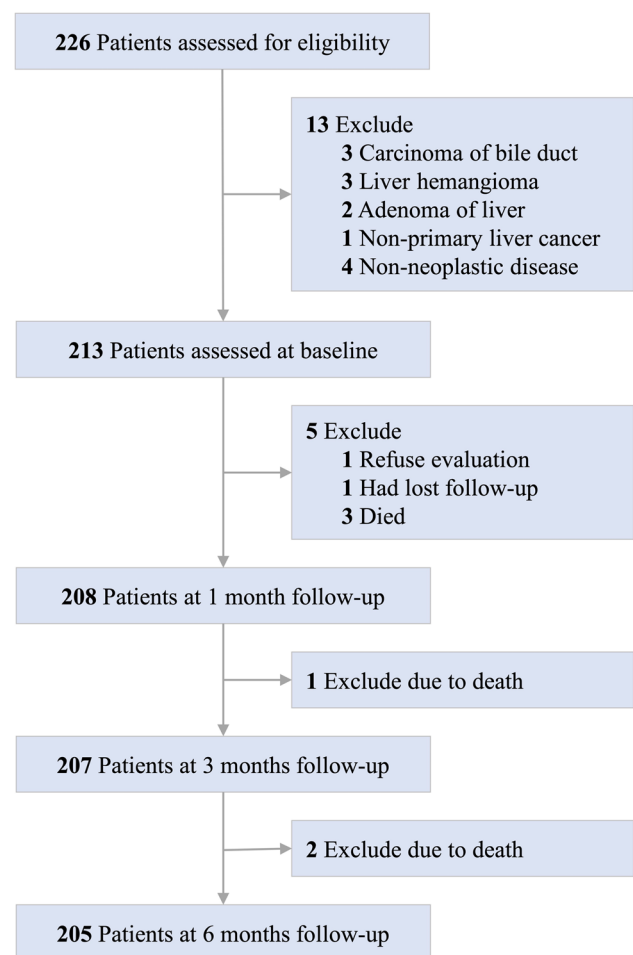 226 Patients assessed for eligibility
13 Exclude
3 Carcinoma of bile duct
3 Liver hemangioma
2 Adenoma of liver
1 Non-primary liver cancer
4 Non-neoplastic disease
213 Patients assessed at baseline
5 Exclude
1 Refuse evaluation
1 Had lost follow-up
3 Died
208 Patients at 1 month follow-up
1 Exclude due to death
207 Patients at 3 months follow-up
2 Exclude due to death
205 Patients at 6 months follow-up